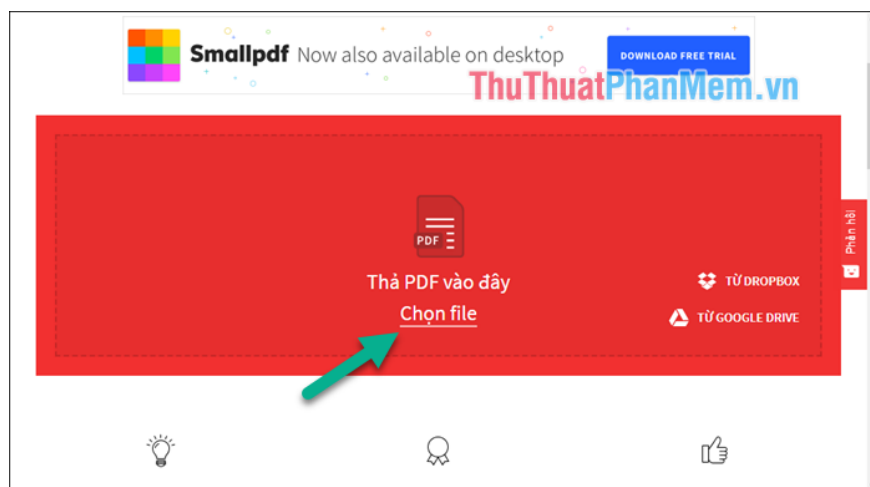 Smallpdf Now also available on desktop
DOWNLOAD FREE TRIAL
ThuThuatPhanMem.vn
PDF
Thả PDF vào đây
Chọn file
TỪ DROPBOX
TỪ GOOGLE DRIVE
Phản hồi